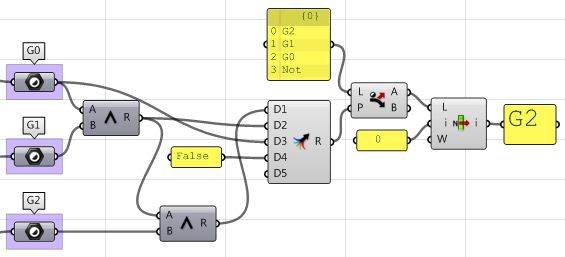 {0}
0 G2
1 G1
2 G0
3 Not
G0
A
B
R
L
P
A
B
G1
D1
D2
D3
D4
D5
R
L
i
W
i
0
G2
False
G2
A
B
R